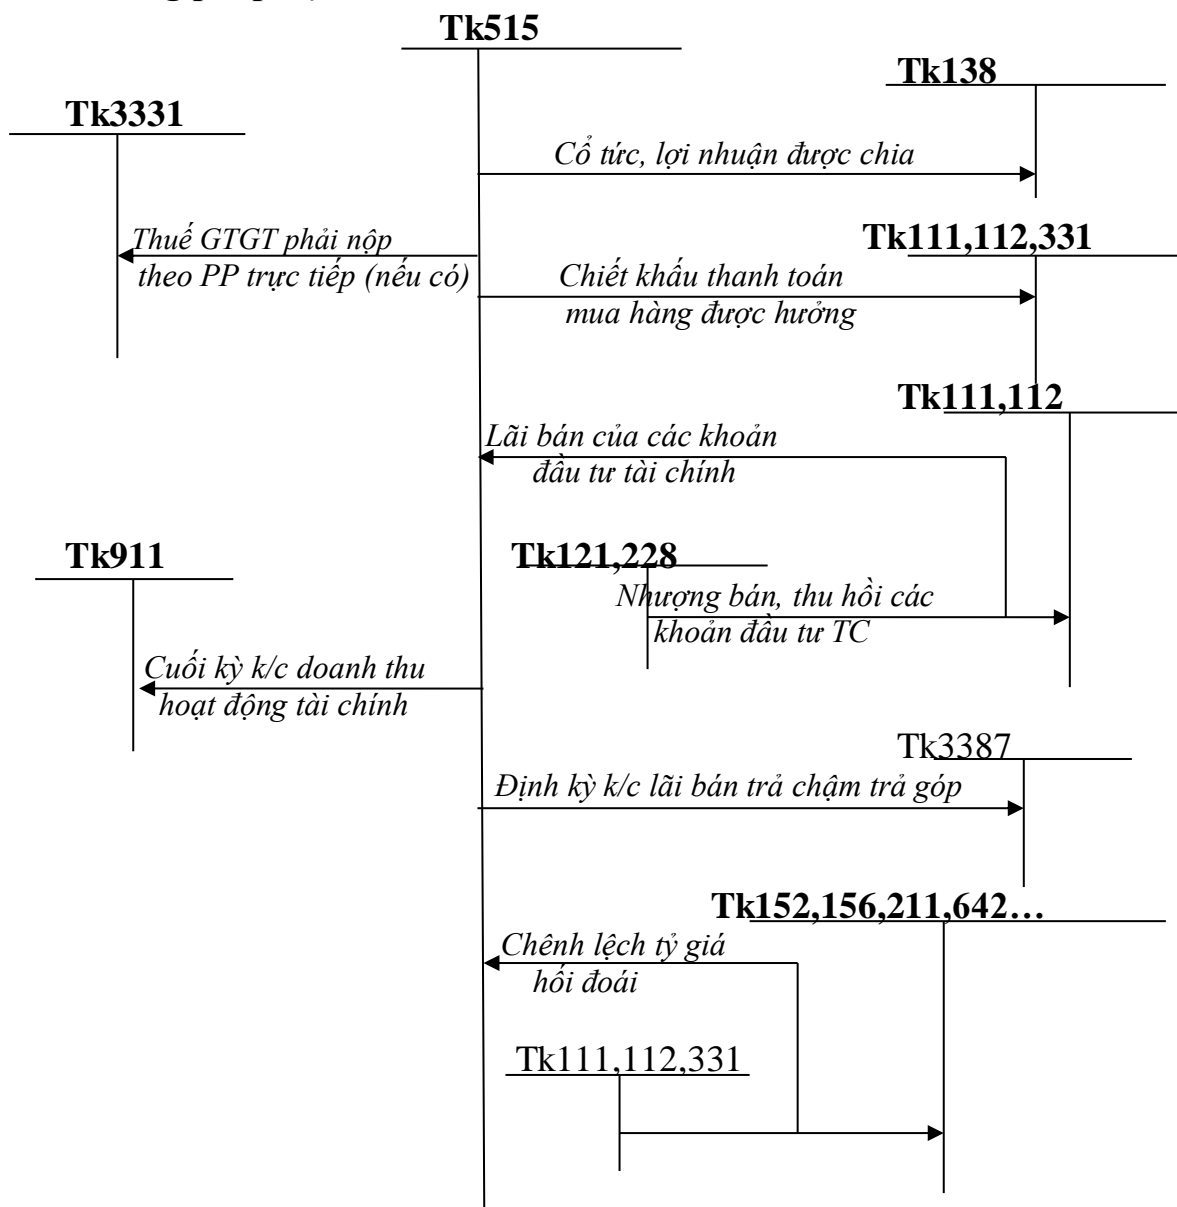 Tk515
Tk138
Tk3331
Cổ tức, lợi nhuận được chia
Thuế GTGT phải nộp
theo PP trực tiếp (nếu có)
Tk111,112,331
Chiết khấu thanh toán
mua hàng được hưởng
Tk111,112
Lãi bán của các khoản
đầu tư tài chính
Tk911
Tk121,228
Nhượng bán, thu hồi các
khoản đầu tư TC
Cuối kỳ k/c doanh thu
hoạt động tài chính
Tk3387
Định kỳ k/c lãi bán trả chậm trả góp
Tk152,156,211,642…
Chênh lệch tỷ giá
hối đoái
Tk111,112,331